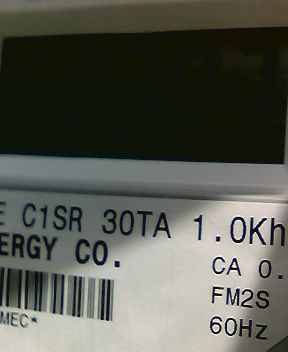 E C1SR 30TA 1.0Kh
ERGY CO.
CA 0.
FM2S
MEC*
60Hz